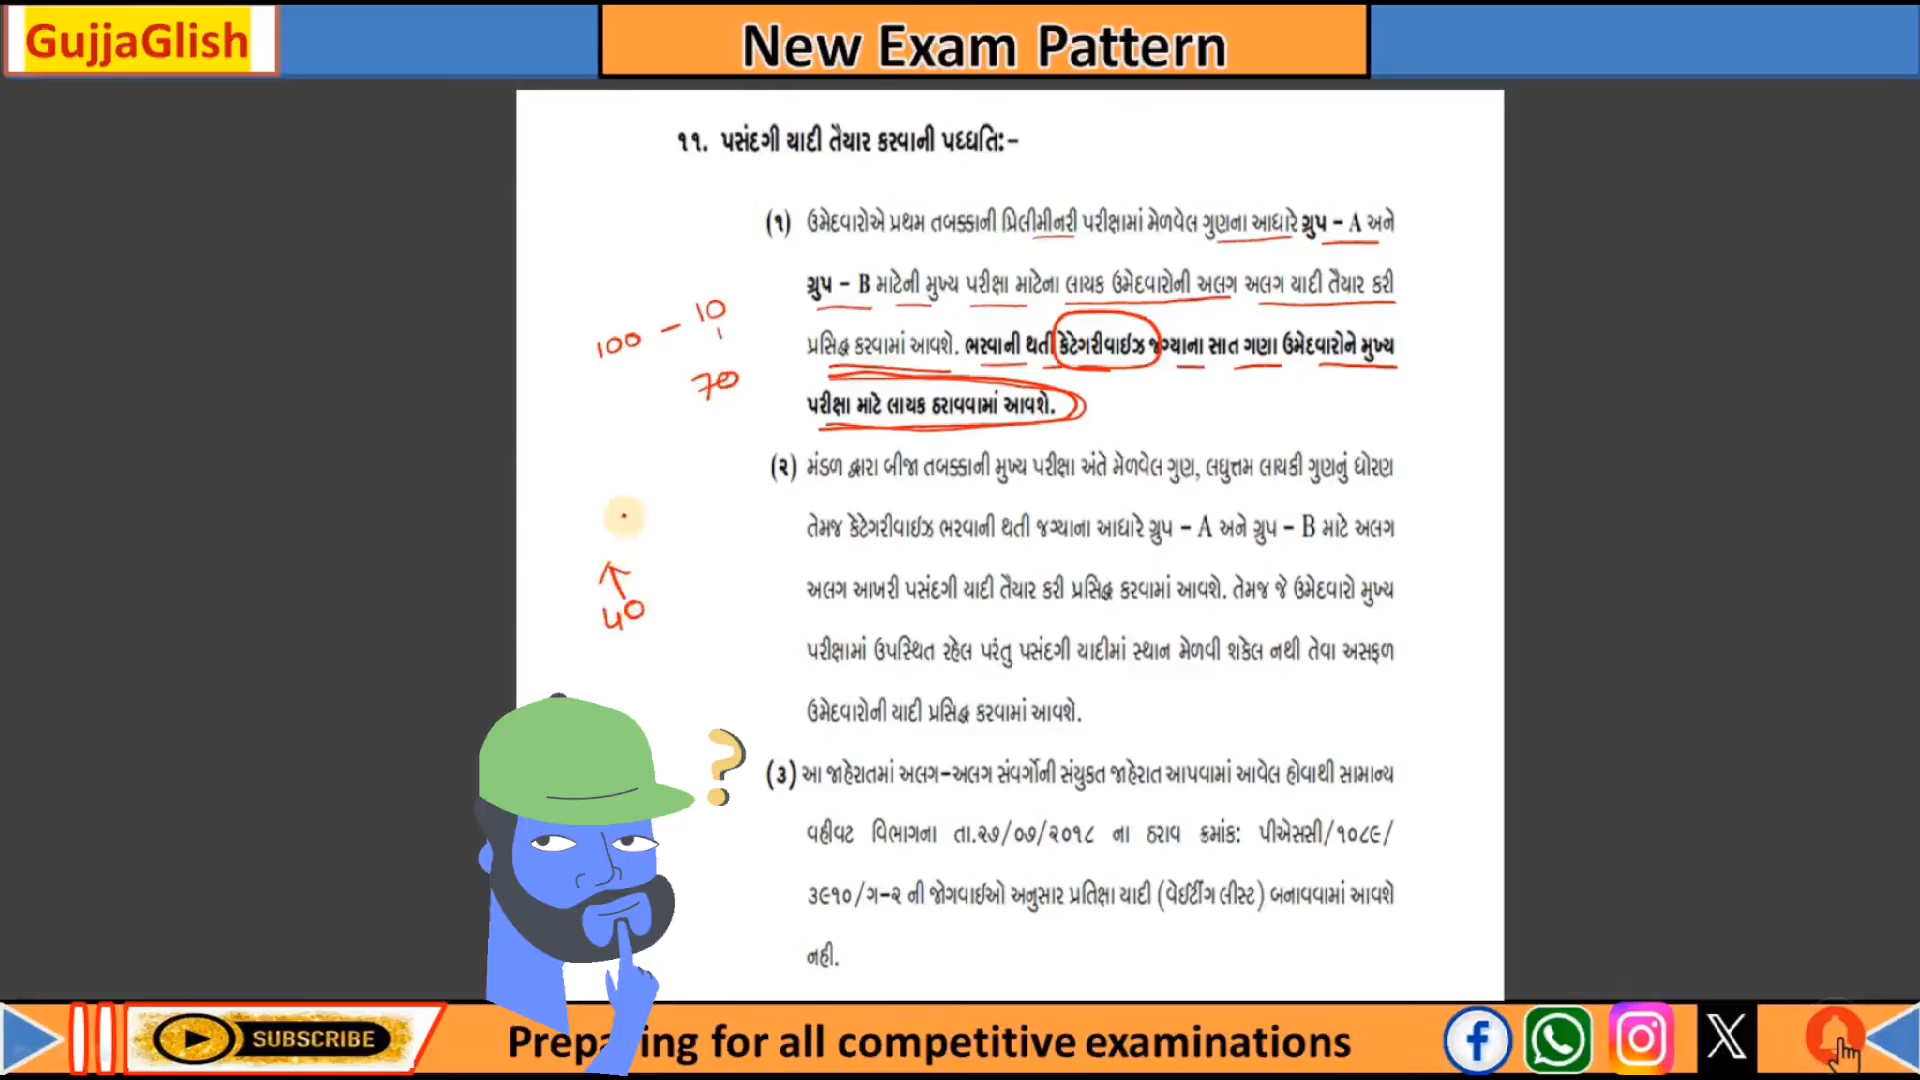 GujjaGlish
New Exam Pattern
૧૧. પસંદગી યાદી તૈયાર કરવાની પધ્ધતિ:-
(૧) ઉમેદવારોએ પ્રથમ તબક્કાની પ્રિલીમીનરી પરીક્ષામાં મેળવેલ ગુણના આધારે ગ્રુપ - A અને
ગ્રુપ - B માટેની મુખ્ય પરીક્ષા માટેના લાયક ઉમેદવારોની અલગ અલગ યાદી તૈયાર કરી
પ્રસિદ્ધ કરવામાં આવશે. ભરવાની થતી કેટેગરીવાઈઝ જગ્યાના સાત ગણા ઉમેદવારોને મુખ્ય
પરીક્ષા માટે લાયક ઠરાવવામાં આવશે.
100 - 10
70
(૨) મંડળ દ્વારા બીજા તબક્કાની મુખ્ય પરીક્ષા અંતે મેળવેલ ગુણ, લઘુત્તમ લાયકી ગુણનું ધોરણ
તેમજ કેટેગરીવાઈઝ ભરવાની થતી જગ્યાના આધારે ગ્રુપ - A અને ગ્રુપ - B માટે અલગ
અલગ આખરી પસંદગી યાદી તૈયાર કરી પ્રસિદ્ધ કરવામાં આવશે. તેમજ જે ઉમેદવારો મુખ્ય
પરીક્ષામાં ઉપસ્થિત રહેલ પરંતુ પસંદગી યાદીમાં સ્થાન મેળવી શકેલ નથી તેવા અસફળ
ઉમેદવારોની યાદી પ્રસિદ્ધ કરવામાં આવશે.
40
?
(૩) આ જાહેરાતમાં અલગ-અલગ સંવર્ગોની સંયુકત જાહેરાત આપવામાં આવેલ હોવાથી સામાન્ય
વહીવટ વિભાગના તા.૨૭/૦૭/૨૦૧૮ ના ઠરાવ ક્રમાંક: પીએસસી/૧૦૮૯/
૩૯૧૦/ગ-૨ ની જોગવાઈઓ અનુસાર પ્રતિક્ષા યાદી (વેઈટીંગ લીસ્ટ) બનાવવામાં આવશે
નહી.
SUBSCRIBE
Preparing for all competitive examinations